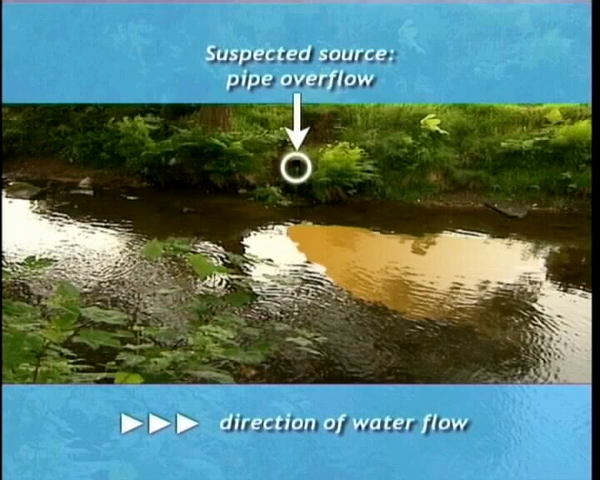 Suspected source:
pipe overflow
direction of water flow